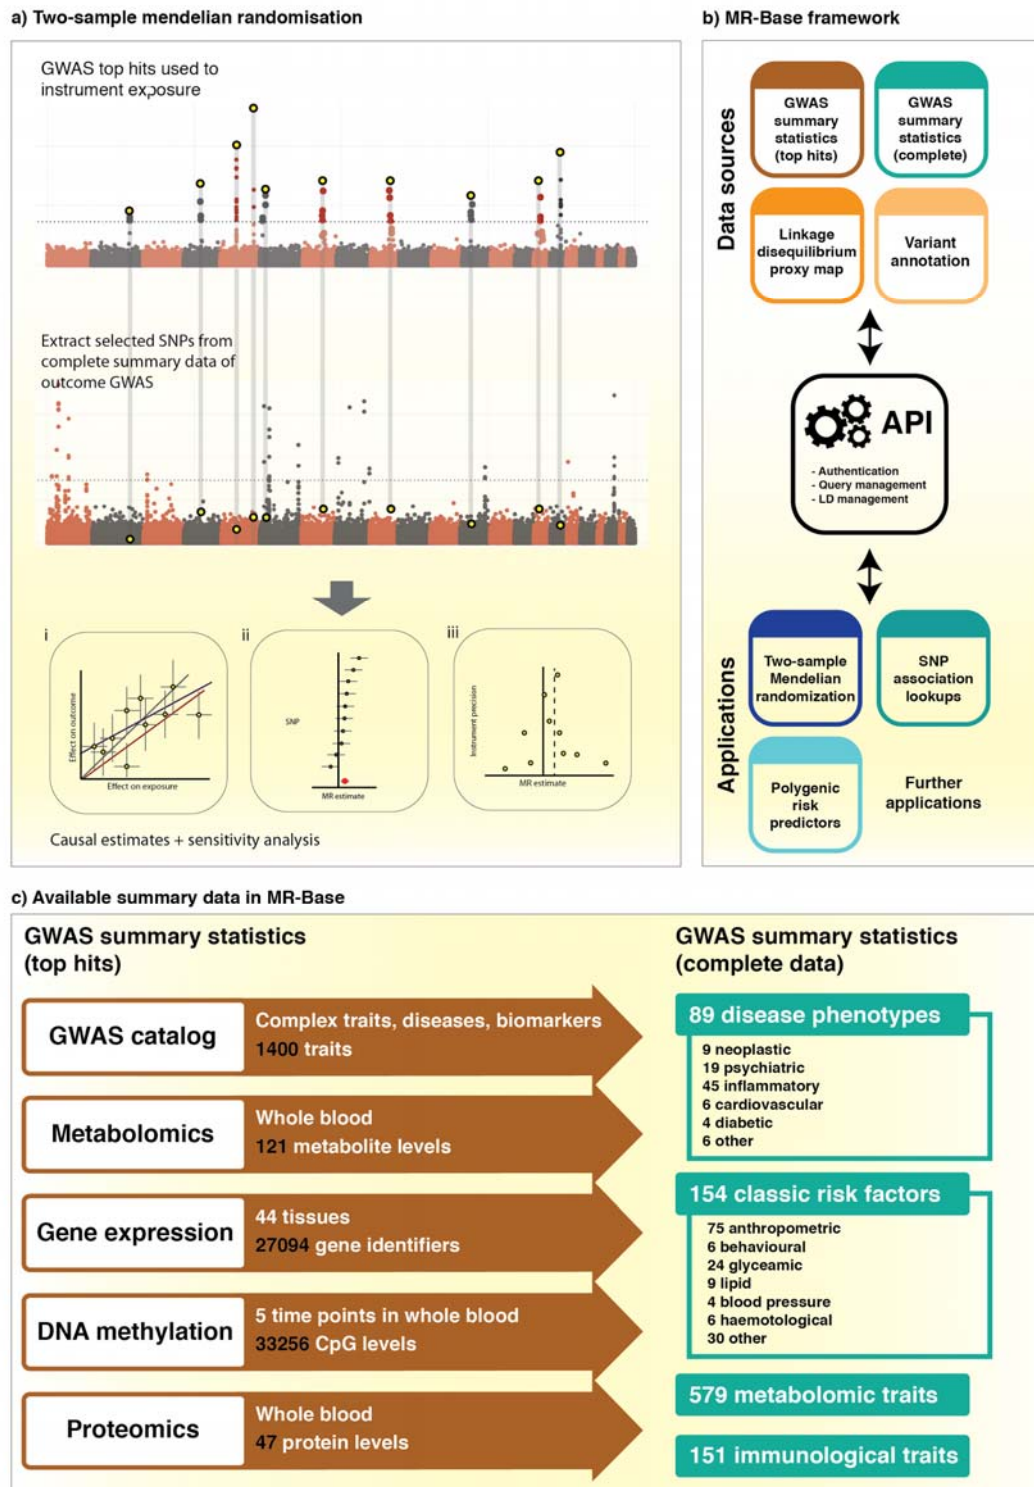 a) Two-sample mendelian randomisation
GWAS top hits used to
instrument exposure
Extract selected SNPs from
complete summary data of
outcome GWAS
i
Effect on outcome
Effect on exposure
ii
SNP
MR estimate
iii
Instrument precision
MR estimate
Causal estimates + sensitivity analysis
b) MR-Base framework
Data sources
GWAS
summary
statistics
(top hits)
GWAS
summary
statistics
(complete)
Linkage
disequilibrium
proxy map
Variant
annotation
API
- Authentication
- Query management
- LD management
Applications
Two-sample
Mendelian
randomization
SNP
association
lookups
Polygenic
risk
predictors
Further
applications
c) Available summary data in MR-Base
GWAS summary statistics
(top hits)
GWAS catalog
Complex traits, diseases, biomarkers
1400 traits
Metabolomics
Whole blood
121 metabolite levels
Gene expression
44 tissues
27094 gene identifiers
DNA methylation
5 time points in whole blood
33256 CpG levels
Proteomics
Whole blood
47 protein levels
GWAS summary statistics
(complete data)
89 disease phenotypes
9 neoplastic
19 psychiatric
45 inflammatory
6 cardiovascular
4 diabetic
6 other
154 classic risk factors
75 anthropometric
6 behavioural
24 glyceamic
9 lipid
4 blood pressure
6 haemotological
30 other
579 metabolomic traits
151 immunological traits